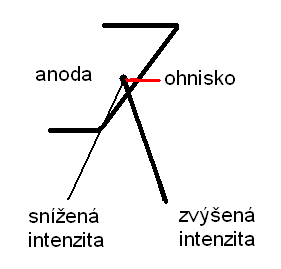 anoda
ohnisko
snížená
intenzita
zvýšená
intenzita